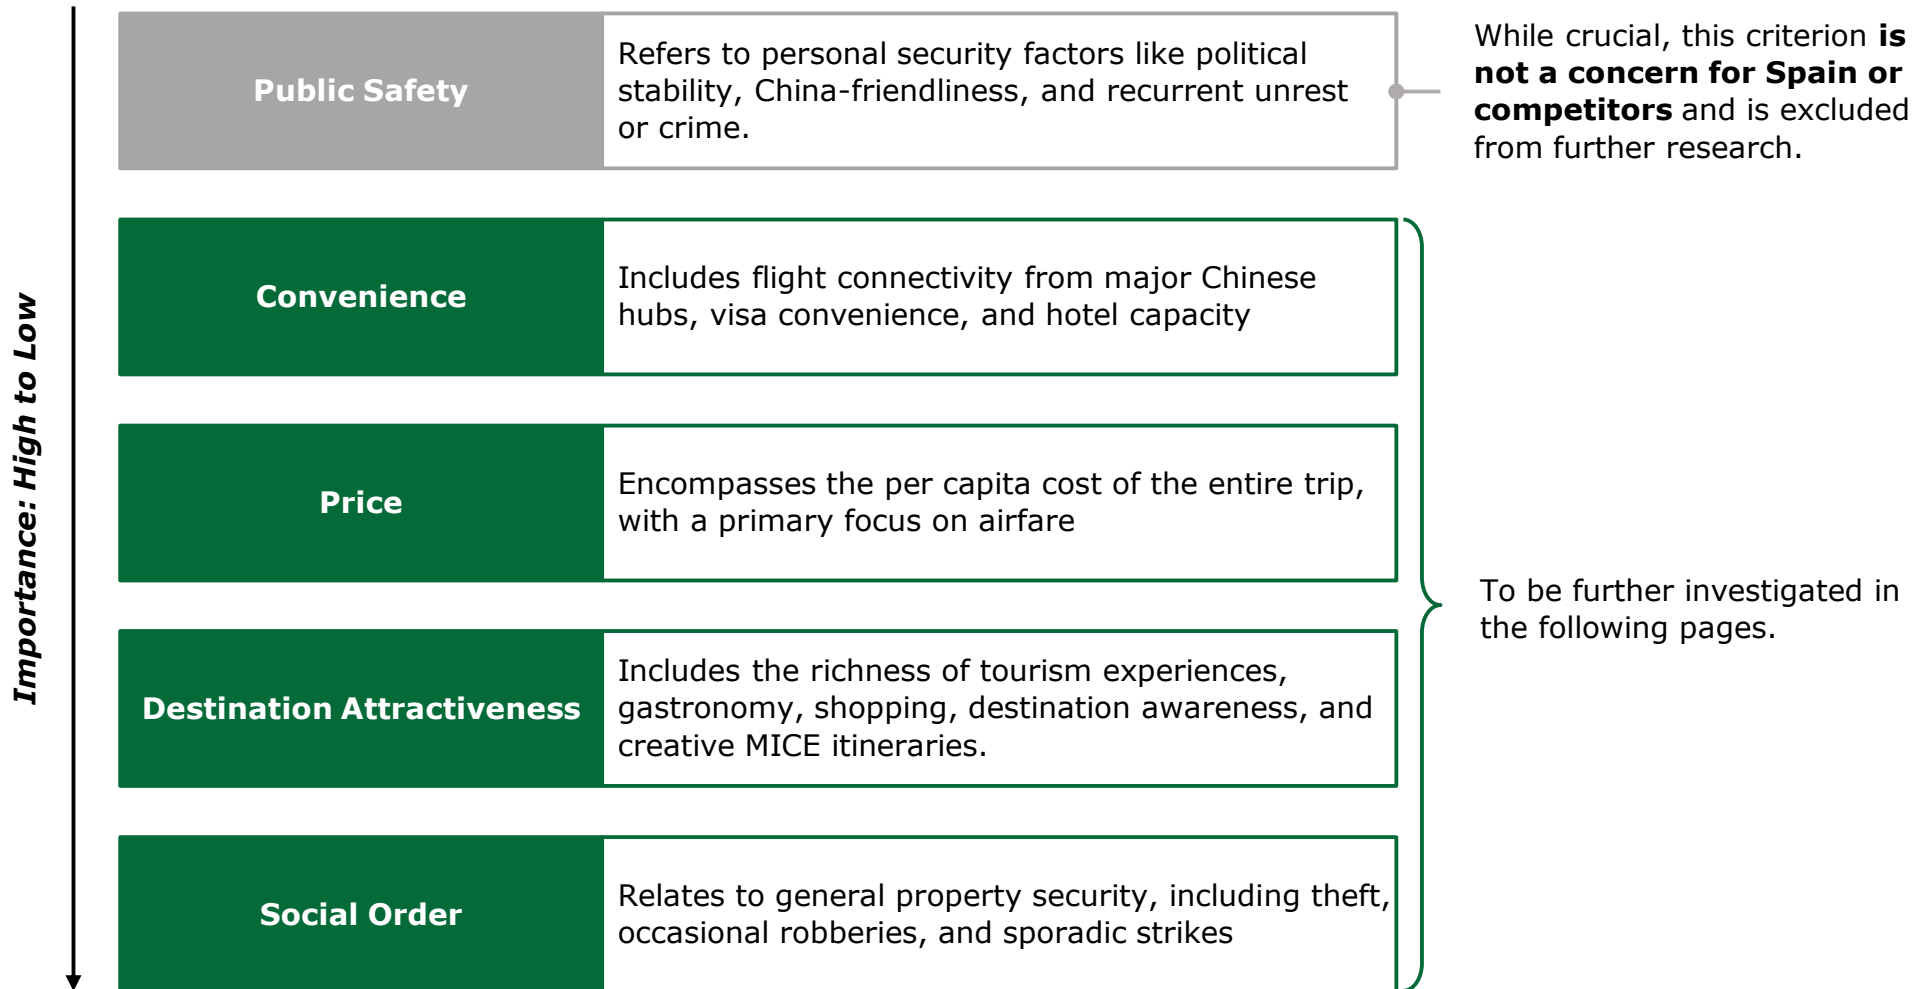 Importance: High to Low
Public Safety
Refers to personal security factors like political
stability, China-friendliness, and recurrent unrest
or crime.
While crucial, this criterion is
not a concern for Spain or
competitors and is excluded
from further research.
Convenience
Includes flight connectivity from major Chinese
hubs, visa convenience, and hotel capacity
Price
Encompasses the per capita cost of the entire trip,
with a primary focus on airfare
To be further investigated in
the following pages.
Destination Attractiveness
Includes the richness of tourism experiences,
gastronomy, shopping, destination awareness, and
creative MICE itineraries.
Social Order
Relates to general property security, including theft,
occasional robberies, and sporadic strikes